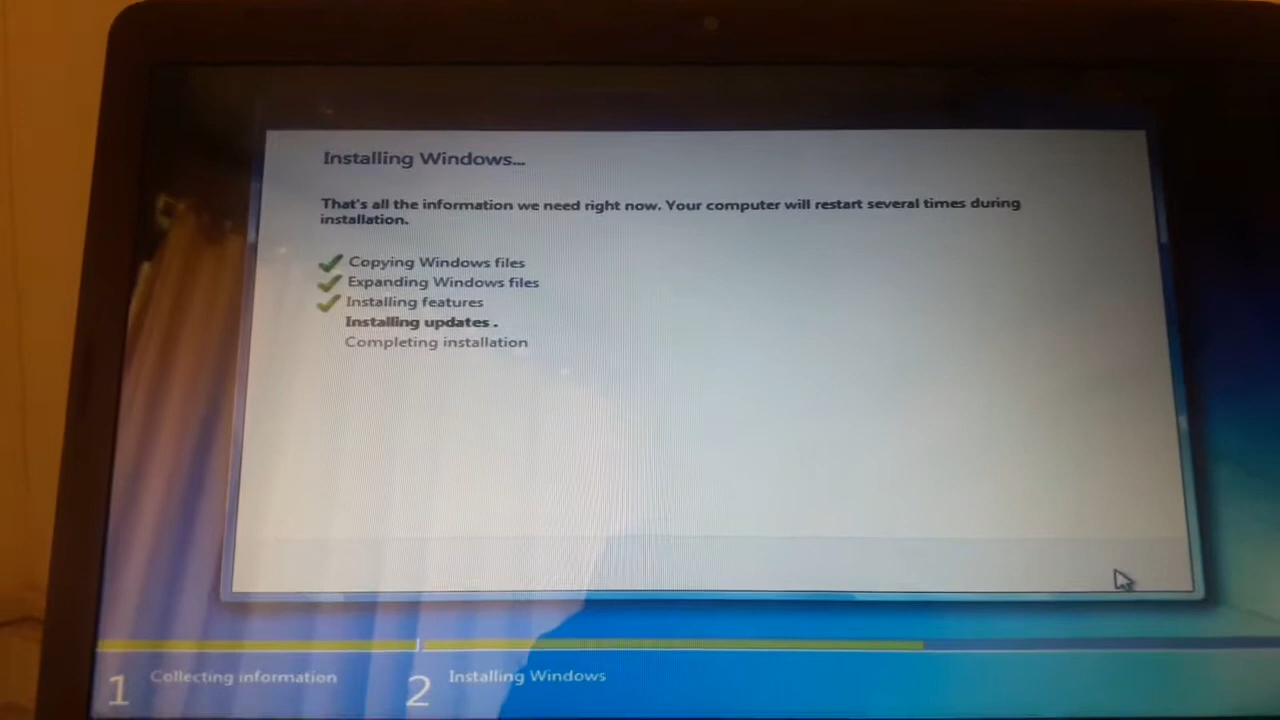 Installing Windows...
That's all the information we need right now. Your computer will restart several times during
installation.
Copying Windows files
Expanding Windows files
Installing features
Installing updates .
Completing installation
1 Collecting information
2 Installing Windows